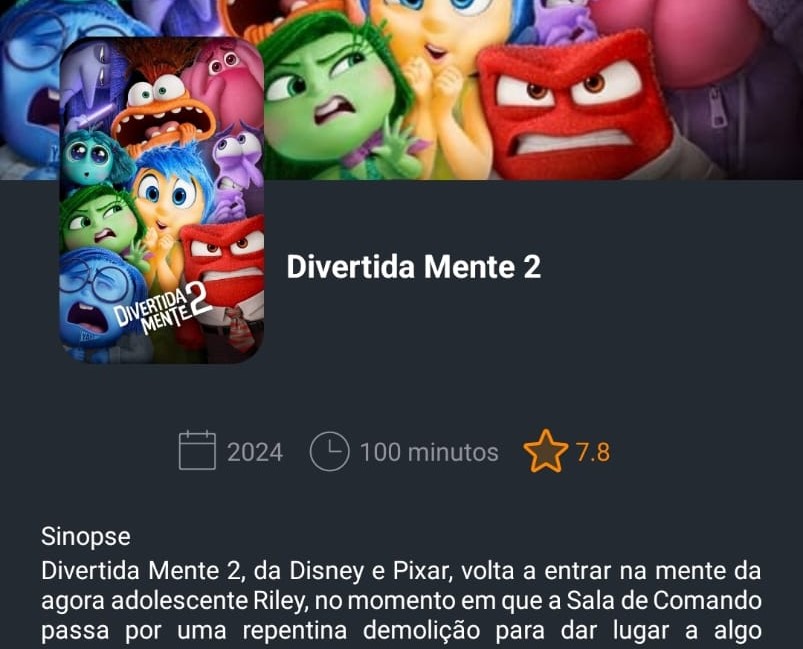 DIVERTIDA
MENTE 2
Divertida Mente 2
2024
100 minutos
7.8
Sinopse
Divertida Mente 2, da Disney e Pixar, volta a entrar na mente da
agora adolescente Riley, no momento em que a Sala de Comando
passa por uma repentina demolição para dar lugar a algo